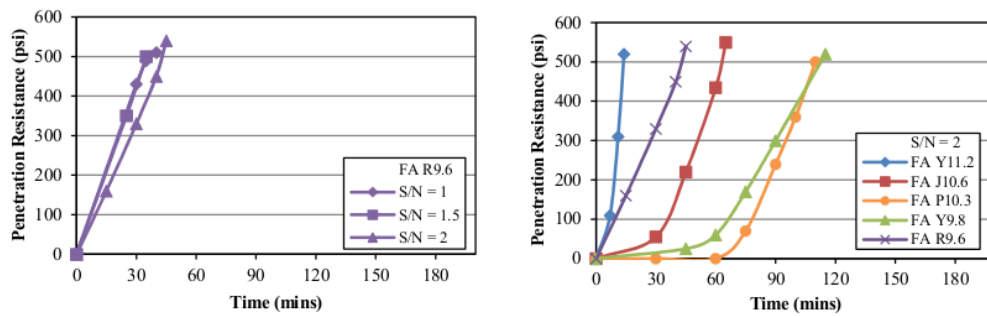 600
500
400
300
200
100
0
Penetration Resistance (psi)
FA R9.6
S/N = 1
S/N = 1.5
S/N = 2
0 30 60 90 120 150 180
Time (mins)
600
500
400
300
200
100
0
Penetration Resistance (psi)
S/N = 2
FA Y11.2
FA J10.6
FA P10.3
FA Y9.8
FA R9.6
0 30 60 90 120 150 180
Time (mins)